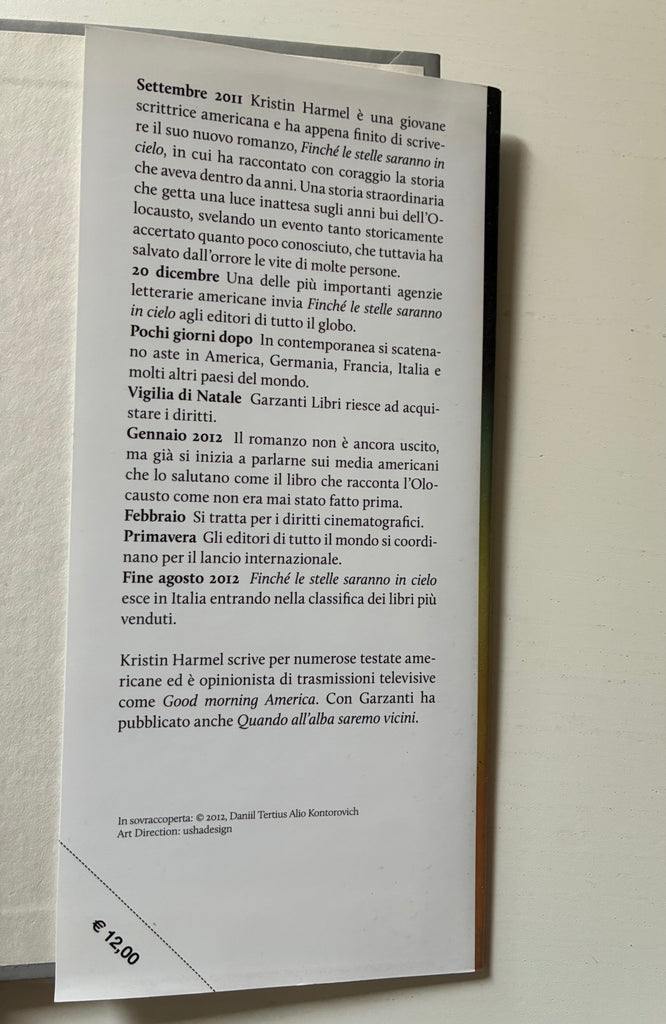 Settembre 2011 Kristin Harmel è una giovane
scrittrice americana e ha appena finito di scrive-
re il suo nuovo romanzo, Finché le stelle saranno in
cielo, in cui ha raccontato con coraggio la storia
che aveva dentro da anni. Una storia straordinaria
che getta una luce inattesa sugli anni bui dell'O-
locausto, svelando un evento tanto storicamente
accertato quanto poco conosciuto, che tuttavia ha
salvato dall'orrore le vite di molte persone.
20 dicembre Una delle più importanti agenzie
letterarie americane invia Finché le stelle saranno
in cielo agli editori di tutto il globo.
Pochi giorni dopo In contemporanea si scatena-
no aste in America, Germania, Francia, Italia e
molti altri paesi del mondo.
Vigilia di Natale Garzanti Libri riesce ad acqui-
stare i diritti.
Gennaio 2012 Il romanzo non è ancora uscito,
ma già si inizia a parlarne sui media americani
che lo salutano come il libro che racconta l'Olo-
causto come non era mai stato fatto prima.
Febbraio Si tratta per i diritti cinematografici.
Primavera Gli editori di tutto il mondo si coordi-
nano per il lancio internazionale.
Fine agosto 2012 Finché le stelle saranno in cielo
esce in Italia entrando nella classifica dei libri più
venduti.
Kristin Harmel scrive per numerose testate ame-
ricane ed è opinionista di trasmissioni televisive
come Good morning America. Con Garzanti ha
pubblicato anche Quando all'alba saremo vicini.
In sovraccoperta: © 2012, Daniil Tertius Alio Kontorovich
Art Direction: ushadesign
€ 12,00